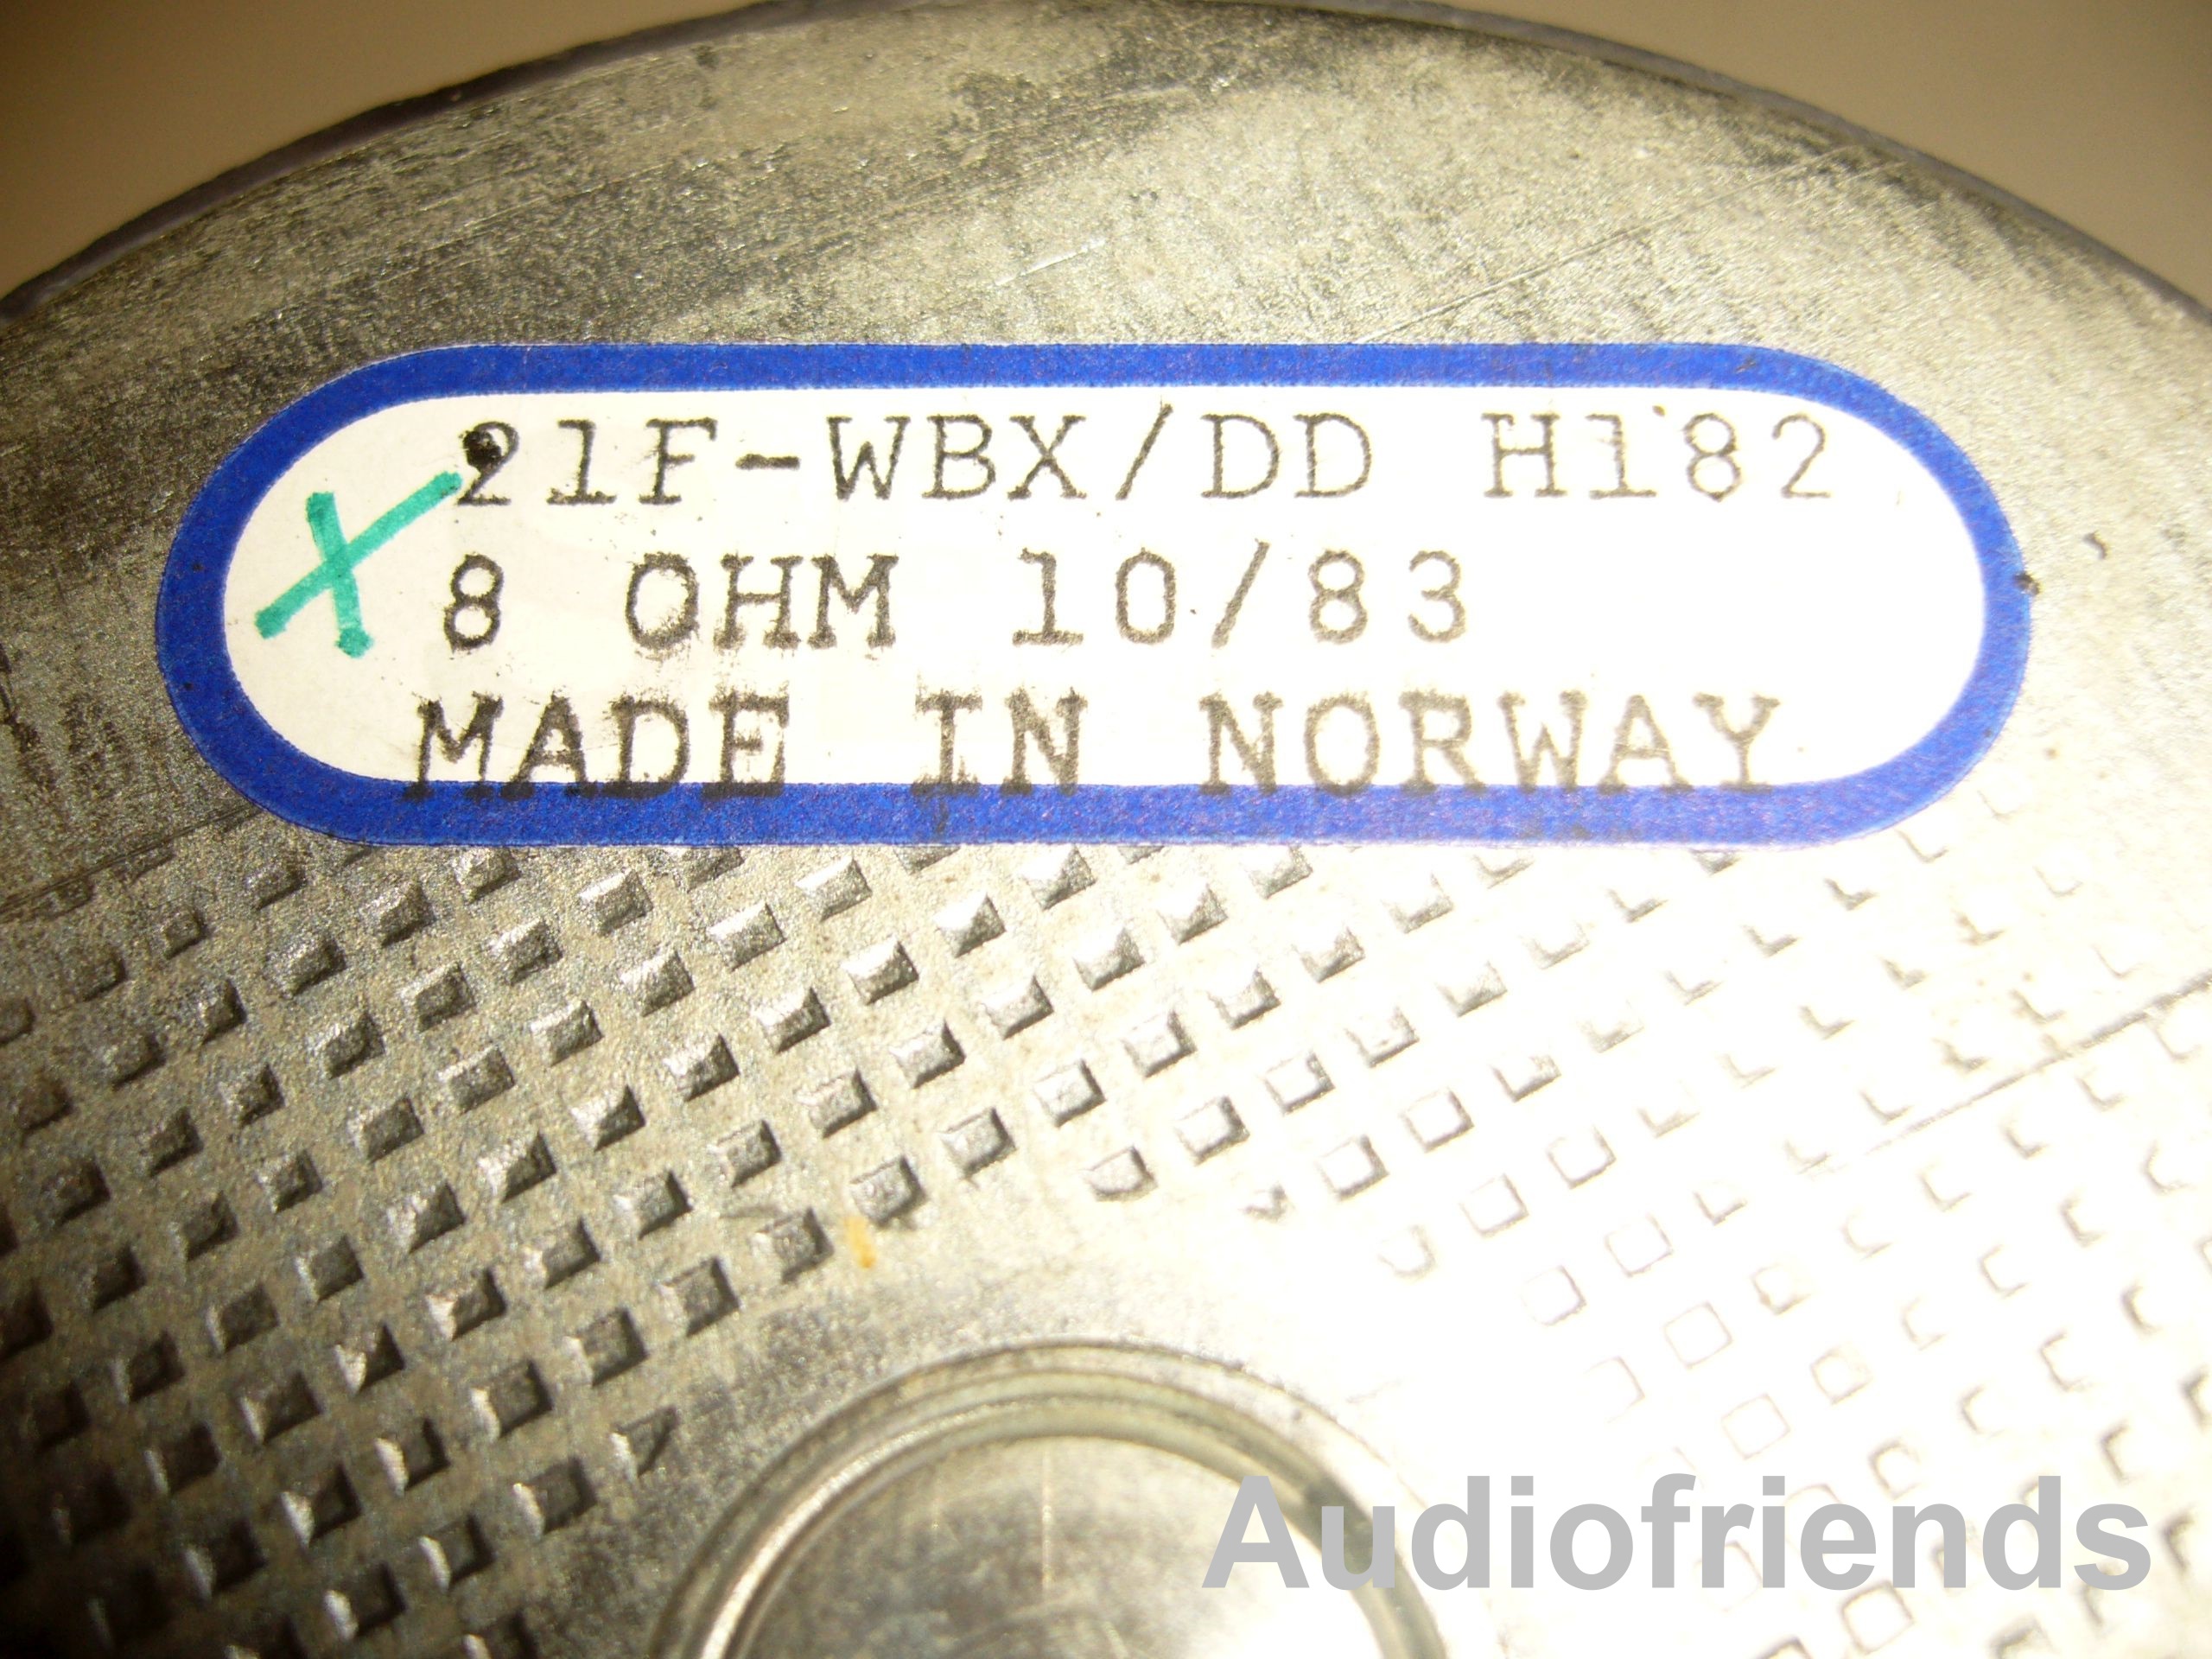 21F-WBX/DD H182
8 OHM 10/83
MADE IN NORWAY
Audiofriends